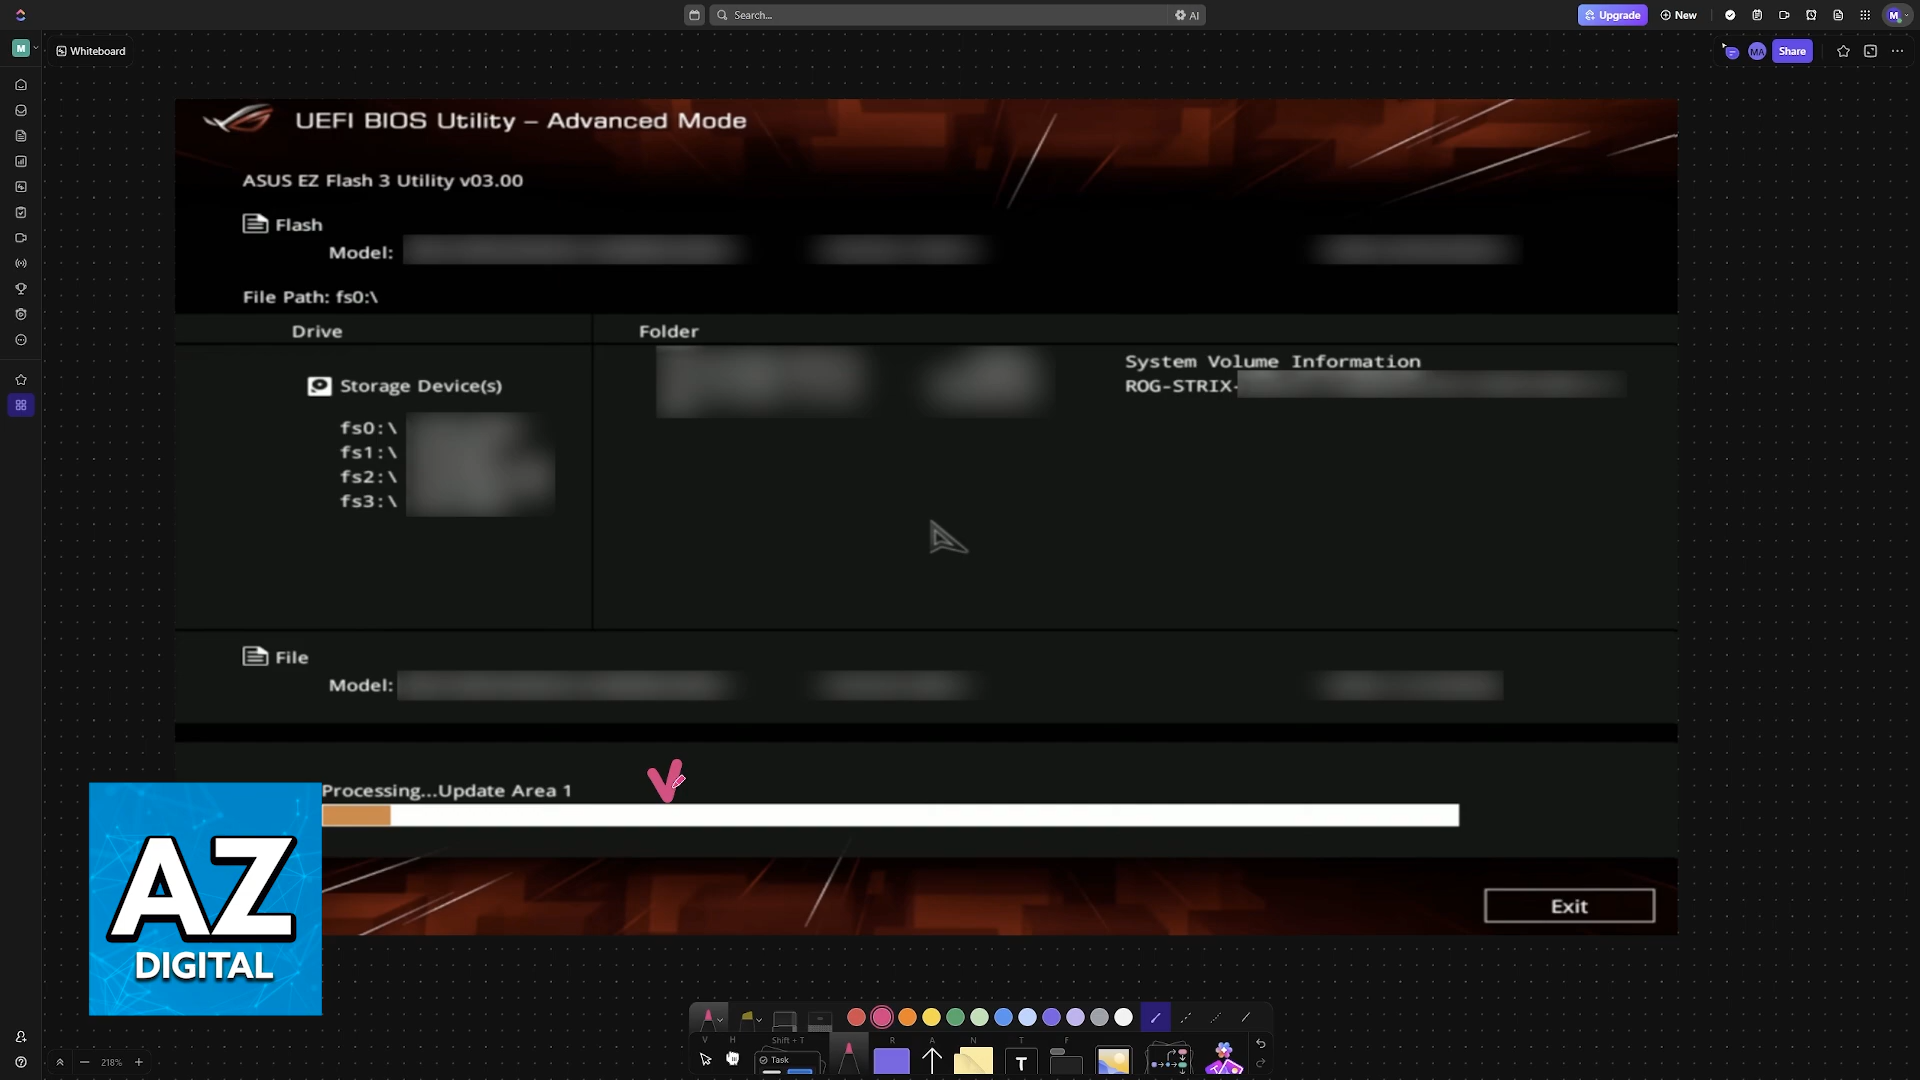 Search...
AI
Upgrade
New
M
M
Whiteboard
MA
Share
UEFI BIOS Utility – Advanced Mode
ASUS EZ Flash 3 Utility v03.00
Flash
Model:
File Path: fs0:\
Drive
Folder
Storage Device(s)
fs0:\
fs1:\
fs2:\
fs3:\
System Volume Information
ROG-STRIX-
File
Model:
Processing...Update Area 1
Exit
AZ
DIGITAL
V
H
Shift + T
R
A
N
T
F
Task
T
218%